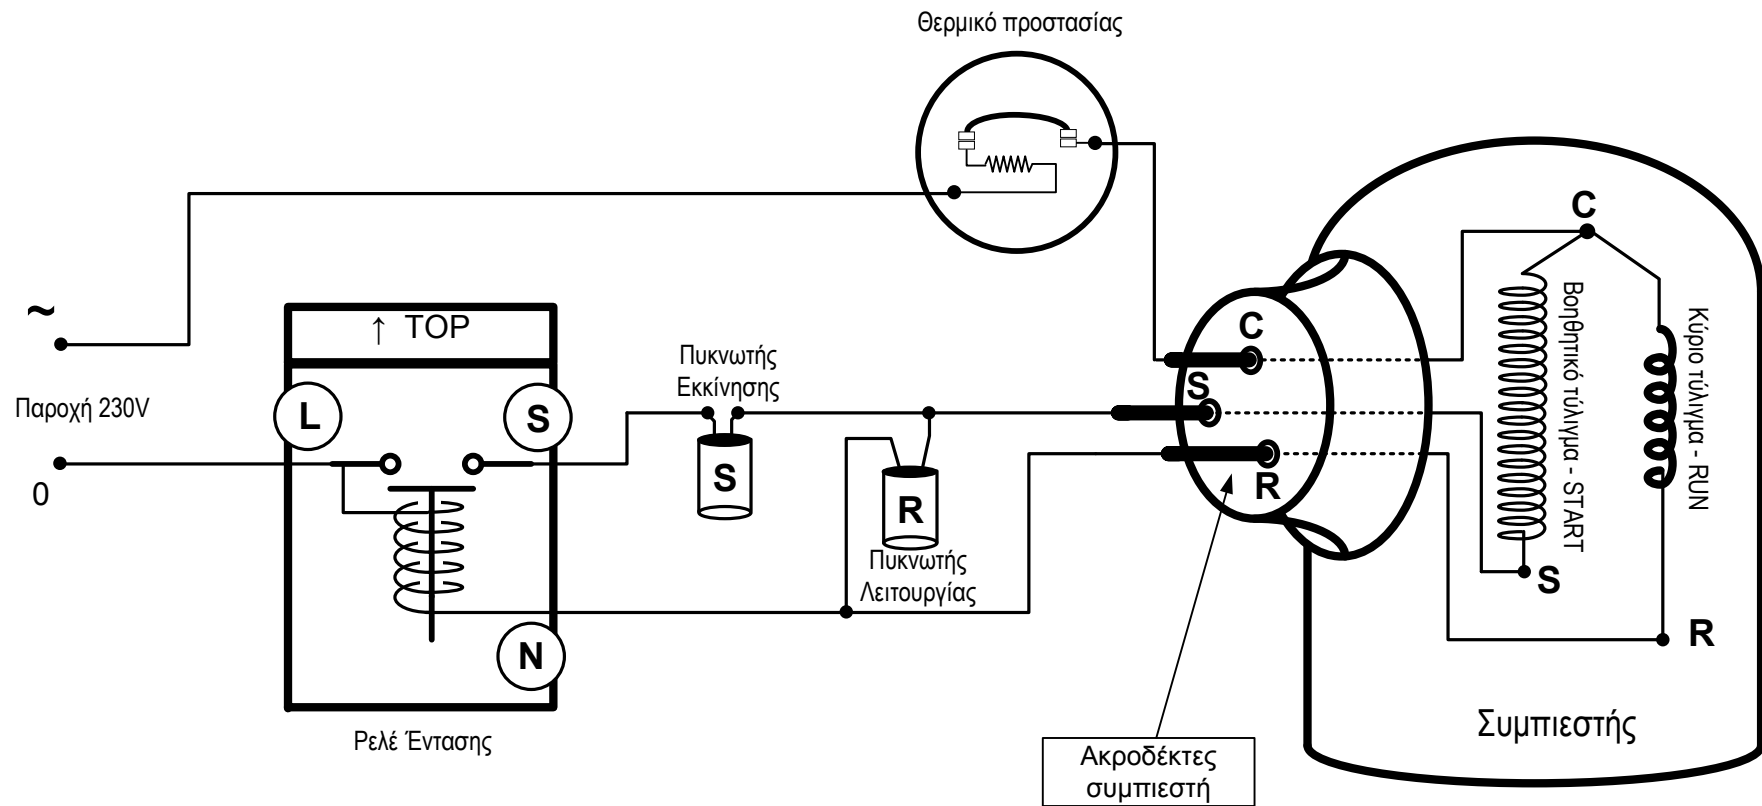 Θερμικό προστασίας
~
Παροχή 230V
0
↑ TOP
L
S
N
Ρελέ Έντασης
Πυκνωτής
Εκκίνησης
S
R
Πυκνωτής
Λειτουργίας
C
S
R
Ακροδέκτες
συμπιεστή
C
Βοηθητικό τύλιγμα - START
Κύριο τύλιγμα - RUN
S
R
Συμπιεστής